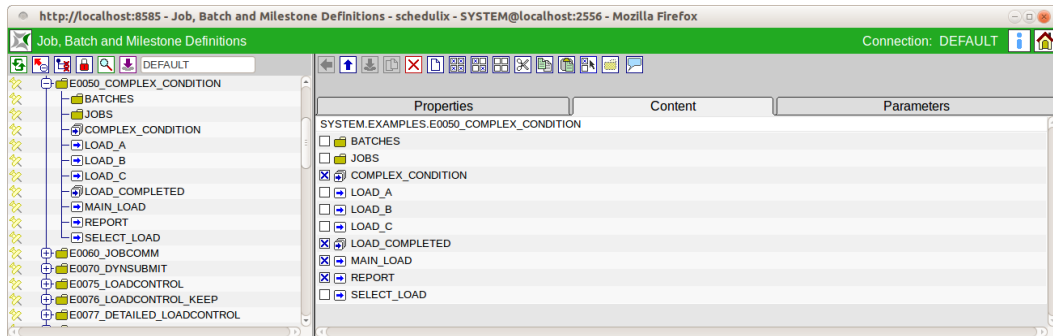 http://localhost:8585 - Job, Batch and Milestone Definitions - schedulix - SYSTEM@localhost:2556 - Mozilla Firefox
Job, Batch and Milestone Definitions
Connection: DEFAULT
DEFAULT
E0050_COMPLEX_CONDITION
BATCHES
JOBS
COMPLEX_CONDITION
LOAD_A
LOAD_B
LOAD_C
LOAD_COMPLETED
MAIN_LOAD
REPORT
SELECT_LOAD
E0060_JOBCOMM
E0070_DYNSUBMIT
E0075_LOADCONTROL
E0076_LOADCONTROL_KEEP
E0077_DETAILED_LOADCONTROL
Properties
Content
Parameters
SYSTEM.EXAMPLES.E0050_COMPLEX_CONDITION
BATCHES
JOBS
COMPLEX_CONDITION
LOAD_A
LOAD_B
LOAD_C
LOAD_COMPLETED
MAIN_LOAD
REPORT
SELECT_LOAD